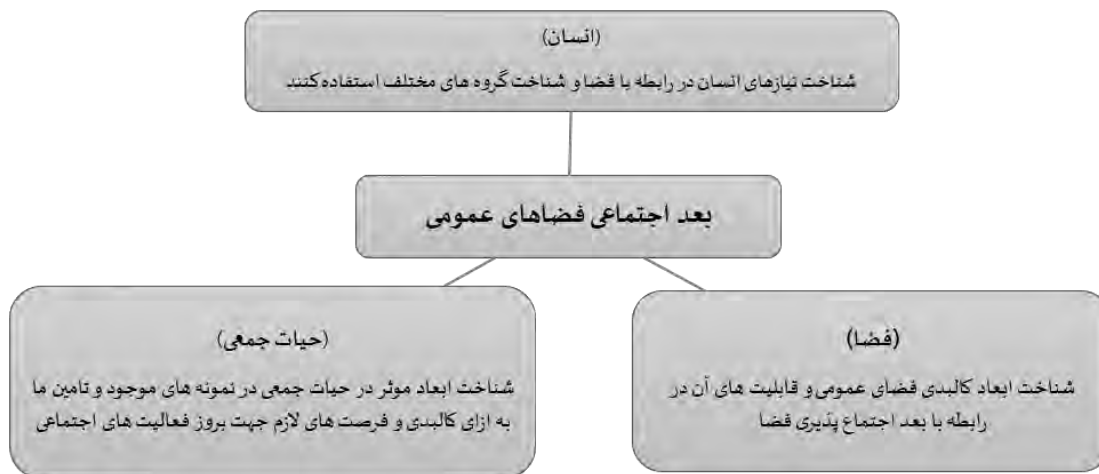 (انسان)
شناخت نیازهای انسان در رابطه با فضا و شناخت گروه های مختلف استفاده کنند
بعد اجتماعی فضاهای عمومی
(فضا)
شناخت ابعاد کالبدی فضای عمومی و قابلیت های آن در
رابطه با بعد اجتماع پذیری فضا
(حیات جمعی)
شناخت ابعاد موثر در حیات جمعی در نمونه های موجود و تامین ما
به ازای کالبدی و فرصت های لازم جهت بروز فعالیت های اجتماعی